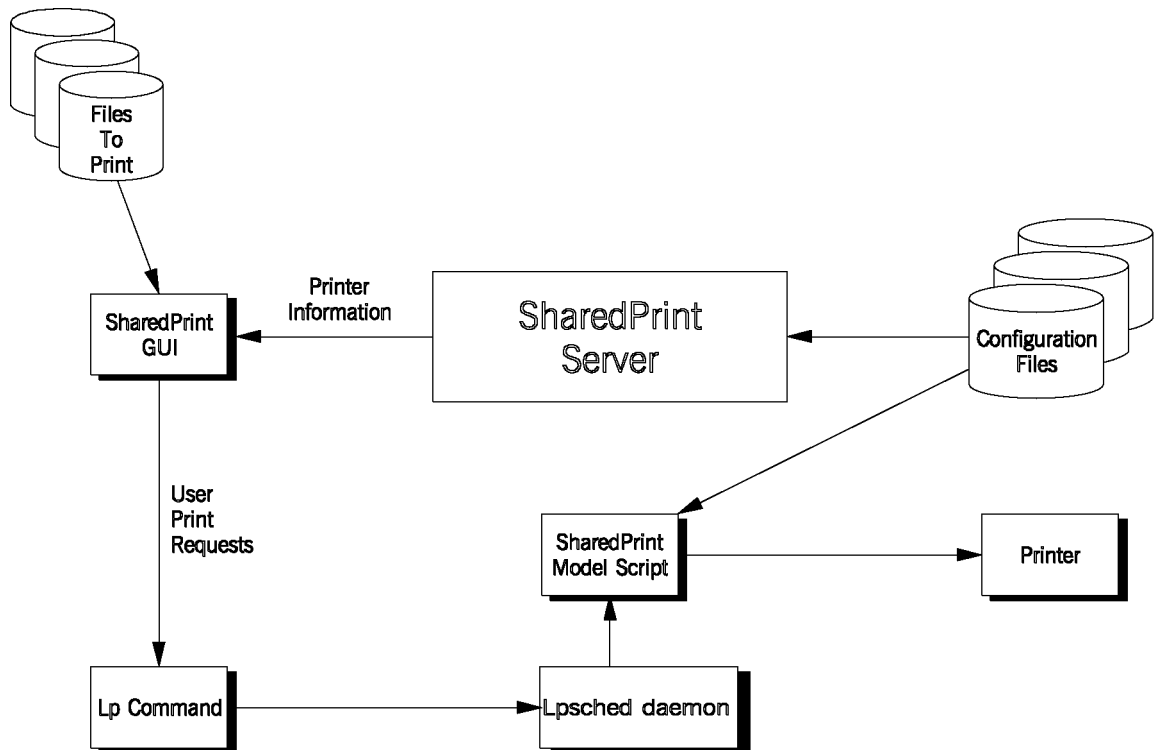 Files
To
Print
Printer
Information
SharedPrint
GUI
SharedPrint
Server
Configuration
Files
User
Print
Requests
SharedPrint
Model Script
Printer
Lp Command
Lpsched daemon